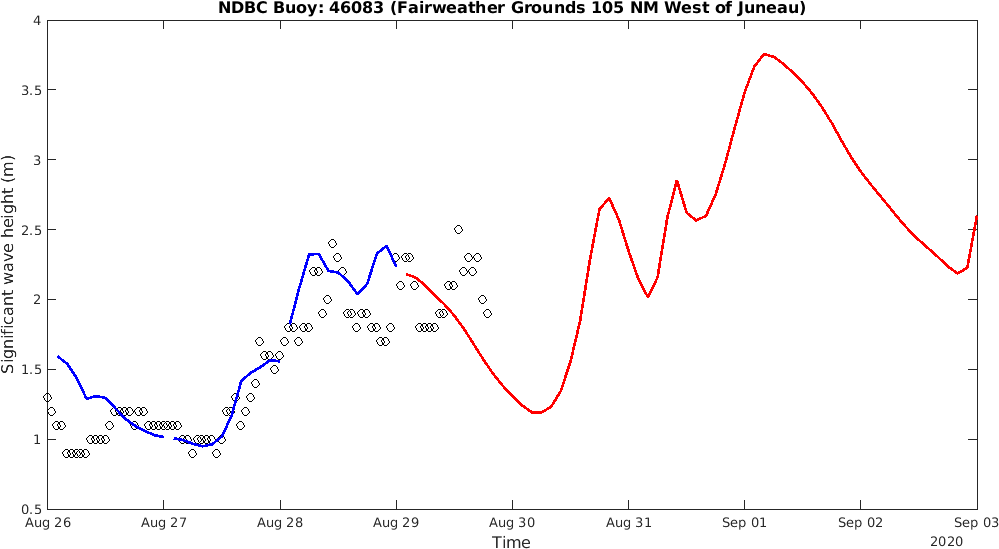 NDBC Buoy: 46083 (Fairweather Grounds 105 NM West of Juneau)
Significant wave height (m)
4
3.5
3
2.5
2
1.5
1
0.5
Aug 26 Aug 27 Aug 28 Aug 29 Aug 30 Aug 31 Sep 01 Sep 02 Sep 03
Time
2020